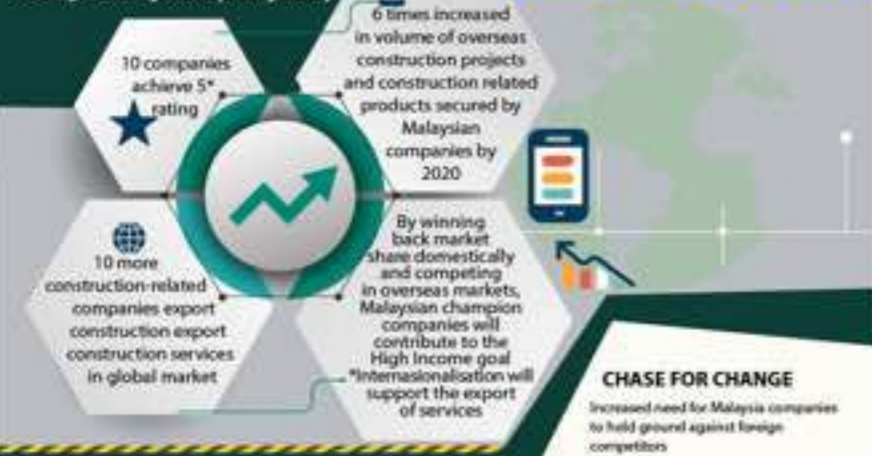 10 companies
achieve 5*
rating
6 times increased
in volume of overseas
construction projects
and construction related
products secured by
Malaysian
companies by
2020
10 more
construction-related
companies export
construction export
construction services
in global market
By winning
back market
share domestically
and competing
in overseas markets,
Malaysian champion
companies will
contribute to the
High Income goal
*Internasionalisation will
support the export
of services
CHASE FOR CHANGE
Increased need for Malaysia companies
to hold ground against foreign
competitors